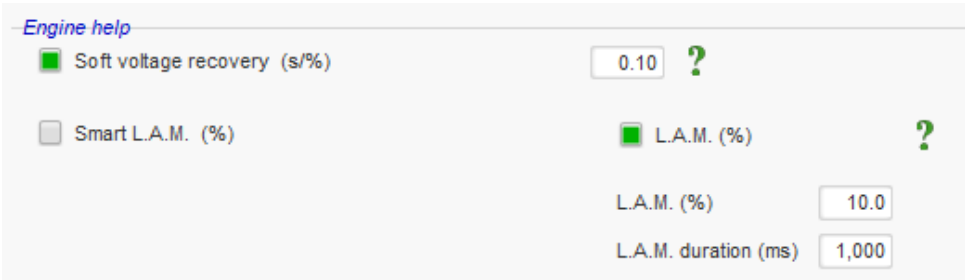 Engine help
Soft voltage recovery (s/%) 0.10 ?
Smart L.A.M. (%) L.A.M. (%) ?
L.A.M. (%) 10.0
L.A.M. duration (ms) 1,000